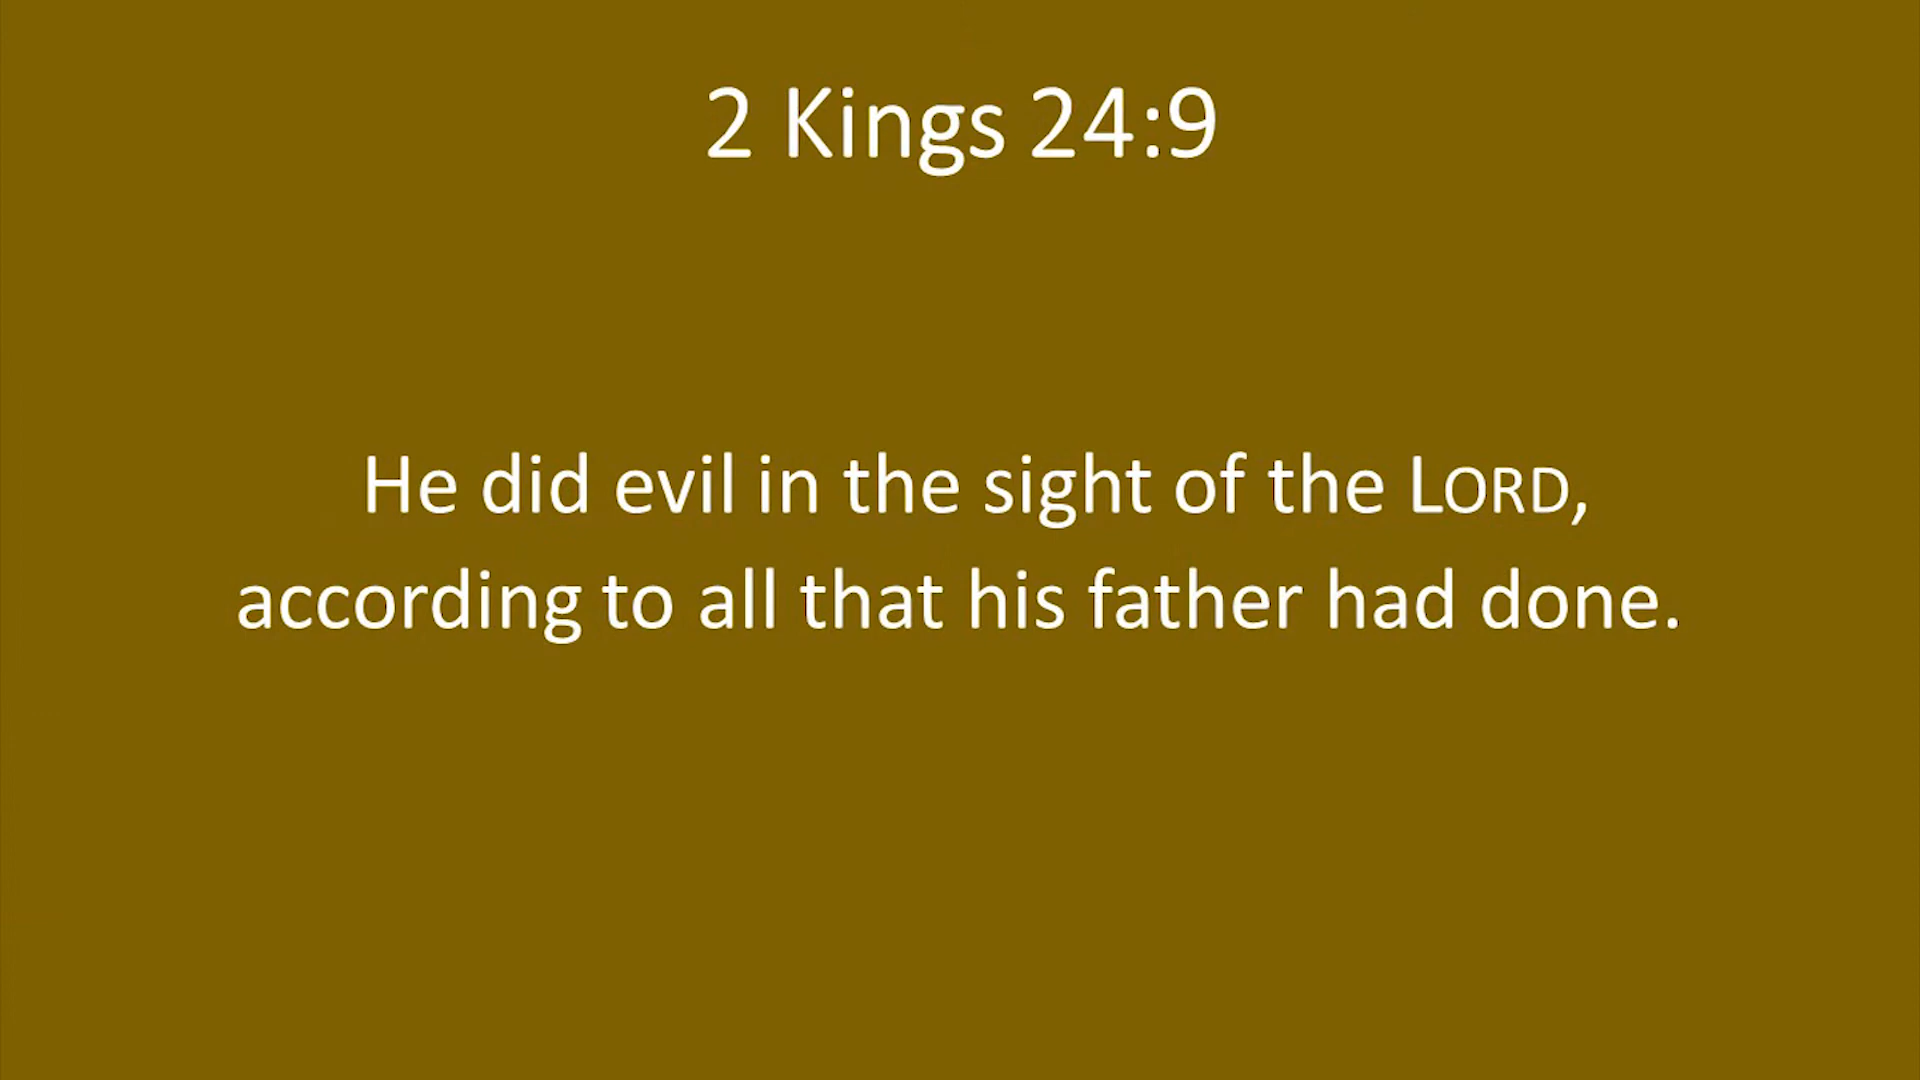 2 Kings 24:9
He did evil in the sight of the LORD,
according to all that his father had done.